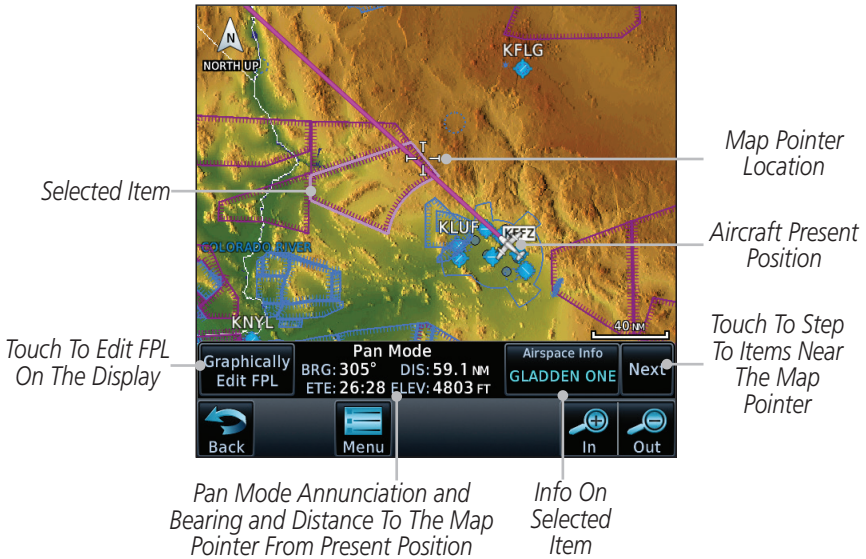 N
NORTH UP
KFLG
Map Pointer
Location
Selected Item
KLUF
KFFZ
Aircraft Present
Position
COLORADO RIVER
KNYL
40 NM
Touch To Edit FPL
On The Display
Graphically
Edit FPL
Pan Mode
BRG: 305° DIS: 59.1 NM
ETE: 26:28 ELEV: 4803 FT
Airspace Info
GLADDEN ONE
Next
Touch To Step
To Items Near
The Map
Pointer
Back
Menu
In
Out
Pan Mode Annunciation and
Bearing and Distance To The Map
Pointer From Present Position
Info On
Selected
Item